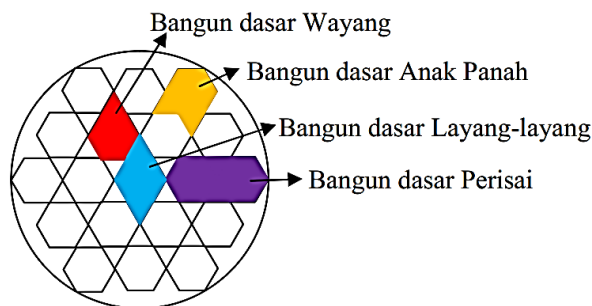 Bangun dasar Wayang
Bangun dasar Anak Panah
Bangun dasar Layang-layang
Bangun dasar Perisai